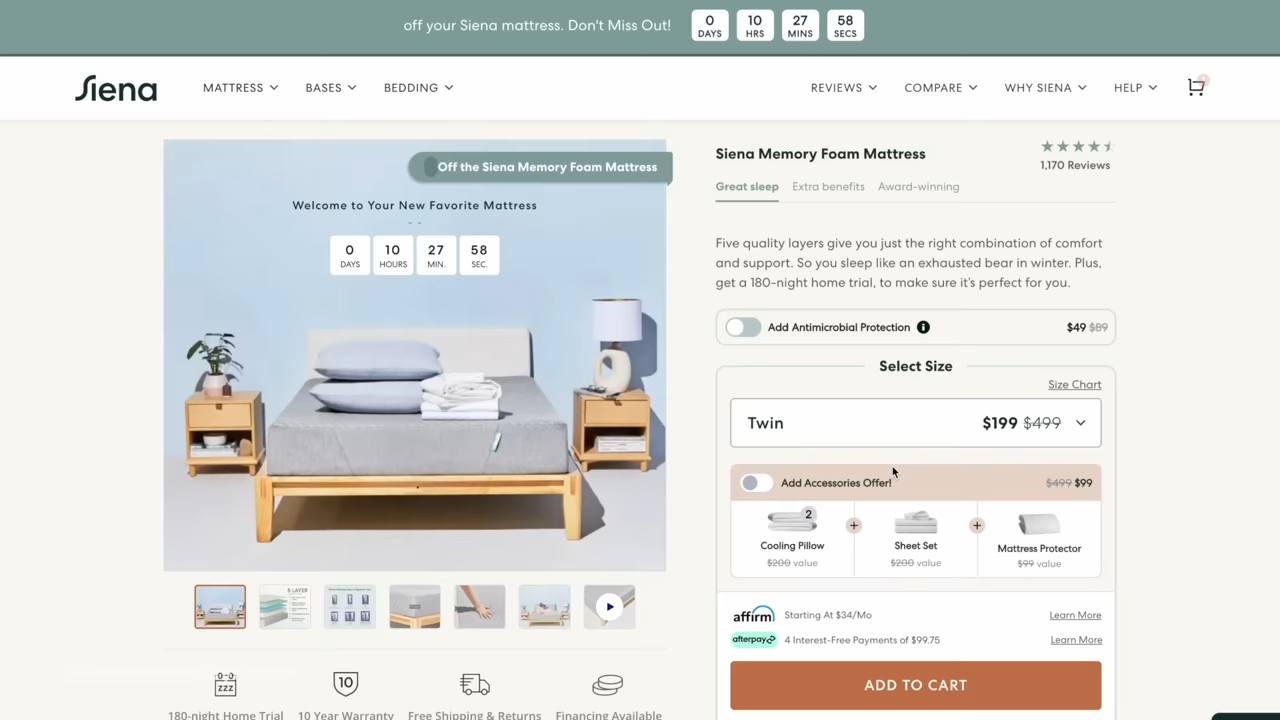 off your Siena mattress. Don't Miss Out!
0 10 27 58
DAYS HRS MINS SECS
Siena
MATTRESS BASES BEDDING REVIEWS COMPARE WHY SIENA HELP
Off the Siena Memory Foam Mattress
Welcome to Your New Favorite Mattress
0 10 27 58
DAYS HOURS MIN. SEC.
Siena Memory Foam Mattress
1,170 Reviews
Great sleep Extra benefits Award-winning
Five quality layers give you just the right combination of comfort
and support. So you sleep like an exhausted bear in winter. Plus,
get a 180-night home trial, to make sure it's perfect for you.
Add Antimicrobial Protection i $49 $89
Select Size
Size Chart
Twin $199 $499
Add Accessories Offer! $499 $99
2
Cooling Pillow + Sheet Set + Mattress Protector
$200 value $200 value $99 value
affirm Starting At $34/Mo Learn More
afterpay 4 Interest-Free Payments of $99.75 Learn More
ADD TO CART
5 LAYER
zzz 10
180-night Home Trial 10 Year Warranty Free Shipping & Returns Financing Available